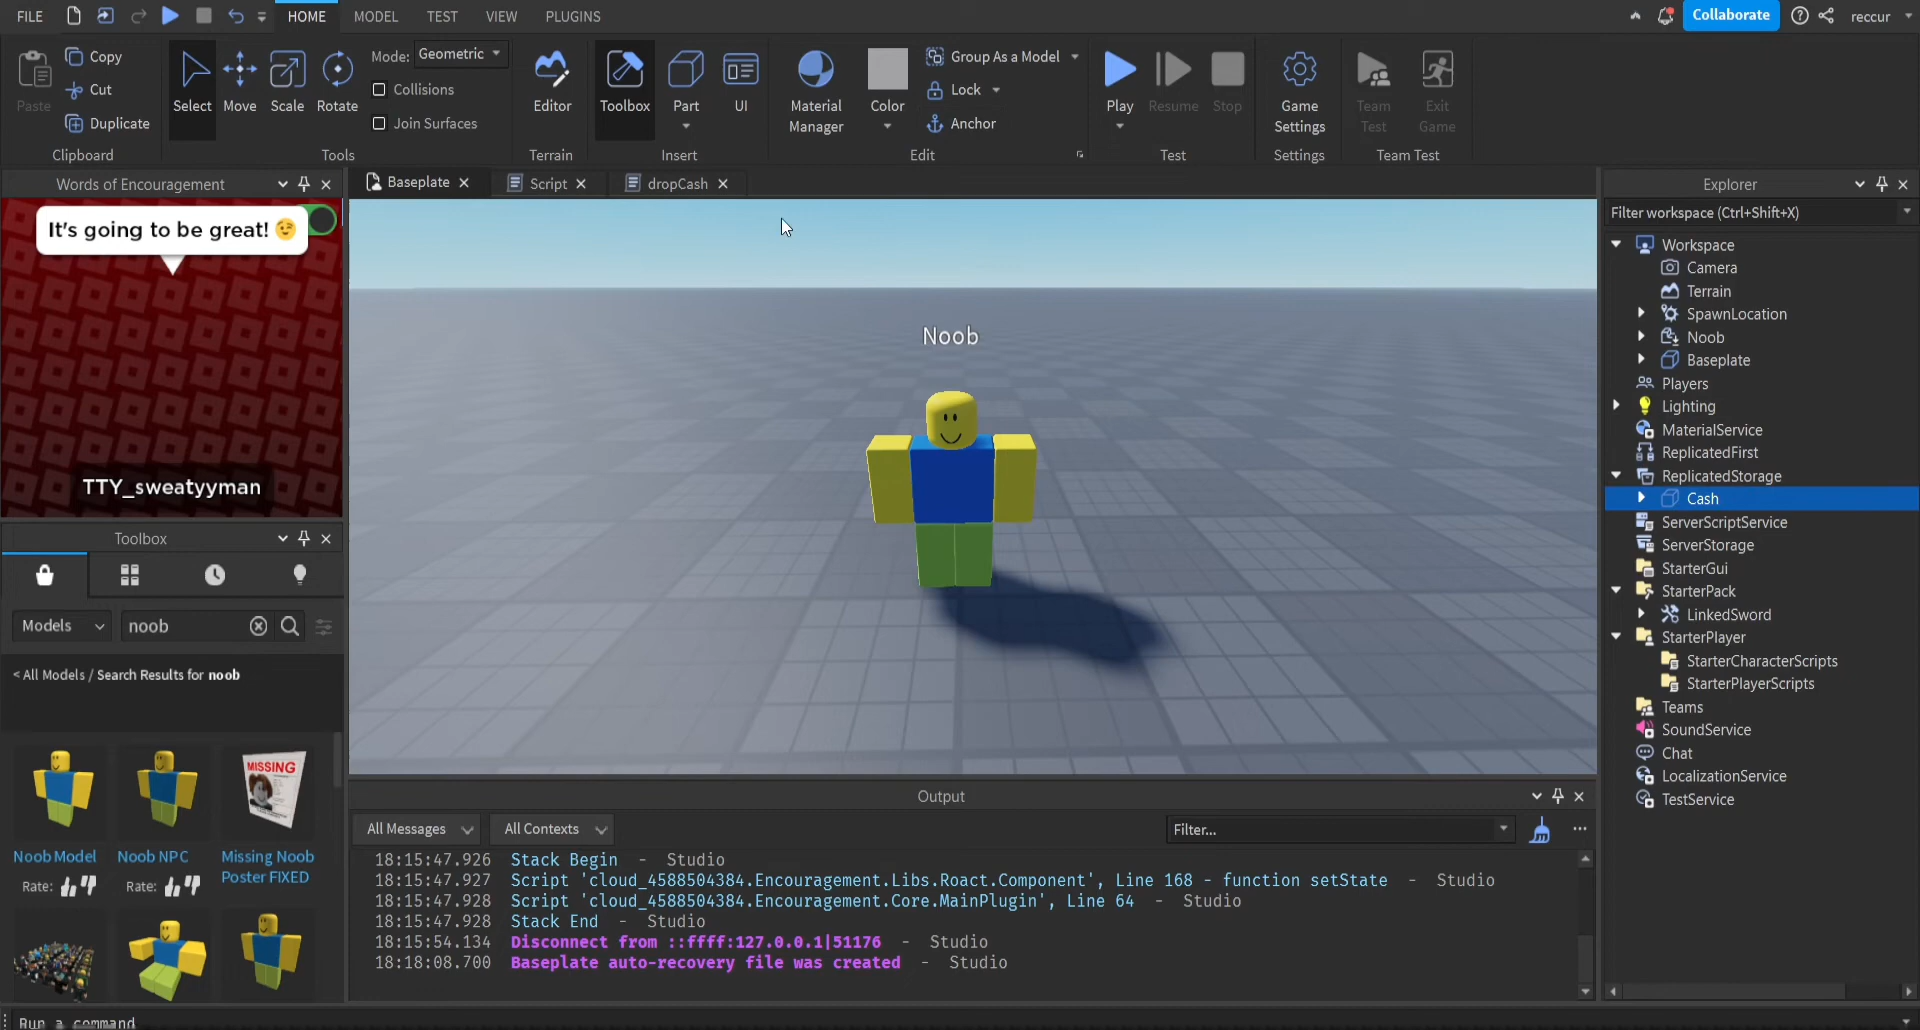 FILE
HOME
MODEL
TEST
VIEW
PLUGINS
Collaborate
reccur
Paste
Copy
Cut
Duplicate
Clipboard
Select
Move
Scale
Rotate
Mode: Geometric
Collisions
Join Surfaces
Tools
Editor
Terrain
Toolbox
Part
UI
Insert
Material
Manager
Color
Group As a Model
Lock
Anchor
Edit
Play
Resume
Stop
Test
Game
Settings
Settings
Team
Test
Exit
Game
Team Test
Words of Encouragement
It's going to be great! 😉
TTY_sweatyyman
Toolbox
Models
noob
< All Models / Search Results for noob
Noob Model
Rate:
Noob NPC
Rate:
MISSING
Missing Noob
Poster FIXED
Baseplate
Script
dropCash
Noob
Output
All Messages
All Contexts
Filter...
18:15:47.926 Stack Begin - Studio
18:15:47.927 Script 'cloud_4588504384.Encouragement.Libs.Roact.Component', Line 168 - function setState - Studio
18:15:47.928 Script 'cloud_4588504384.Encouragement.Core.MainPlugin', Line 64 - Studio
18:15:47.928 Stack End - Studio
18:15:54.134 Disconnect from ::ffff:127.0.0.1|51176 - Studio
18:18:08.700 Baseplate auto-recovery file was created - Studio
Explorer
Filter workspace (Ctrl+Shift+X)
Workspace
Camera
Terrain
SpawnLocation
Noob
Baseplate
Players
Lighting
MaterialService
ReplicatedFirst
ReplicatedStorage
Cash
ServerScriptService
ServerStorage
StarterGui
StarterPack
LinkedSword
StarterPlayer
StarterCharacterScripts
StarterPlayerScripts
Teams
SoundService
Chat
LocalizationService
TestService
Run a command